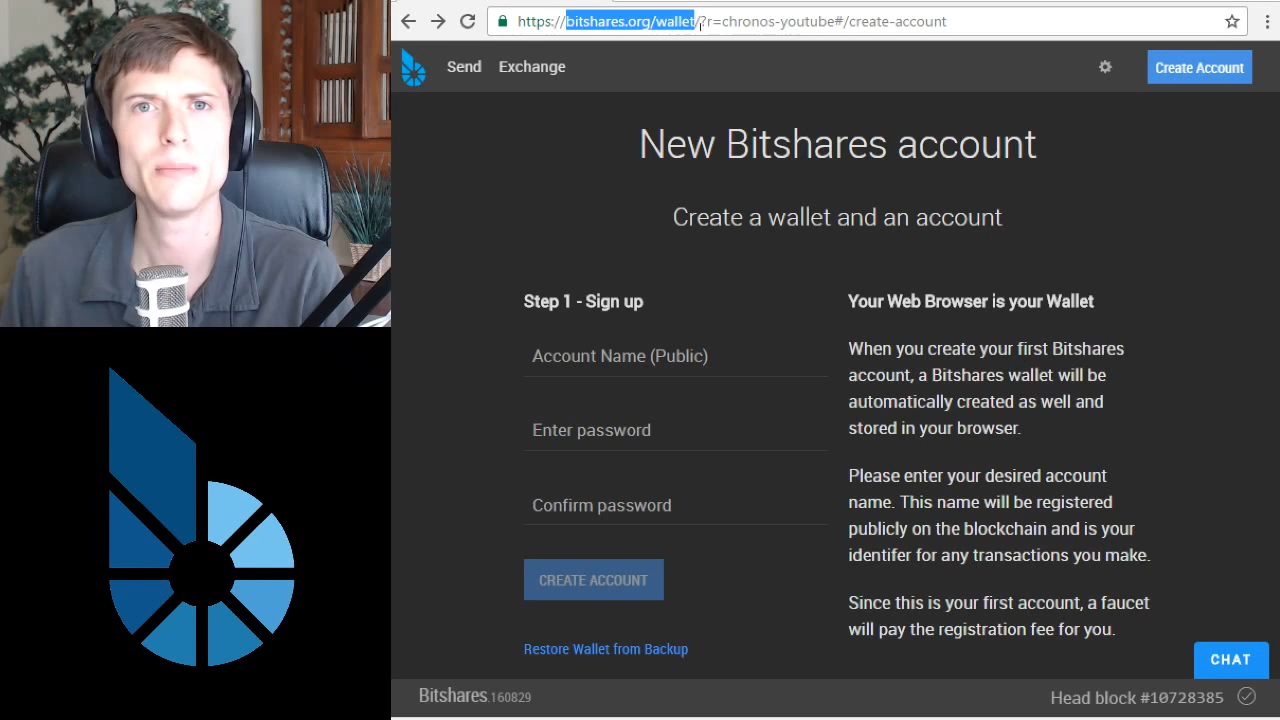 https://bitshares.org/wallet/?r=chronos-youtube#/create-account
Send Exchange
Create Account
New Bitshares account
Create a wallet and an account
Step 1 - Sign up
Account Name (Public)
Enter password
Confirm password
CREATE ACCOUNT
Restore Wallet from Backup
Your Web Browser is your Wallet
When you create your first Bitshares
account, a Bitshares wallet will be
automatically created as well and
stored in your browser.
Please enter your desired account
name. This name will be registered
publicly on the blockchain and is your
identifer for any transactions you make.
Since this is your first account, a faucet
will pay the registration fee for you.
CHAT
Bitshares.160829
Head block #10728385